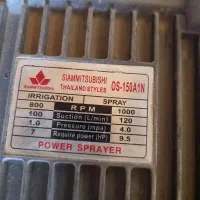 SIAMMITSUBISHI
THAILAND STYLES
OS-150A1N
SIAMMITSUBISHI
IRRIGATION SPRAY
800 R P M 1000
100 Suction (L/min) 120
1.0 Pressure (mpa) 4.0
7 Require power (HP) 9.5
POWER SPRAYER